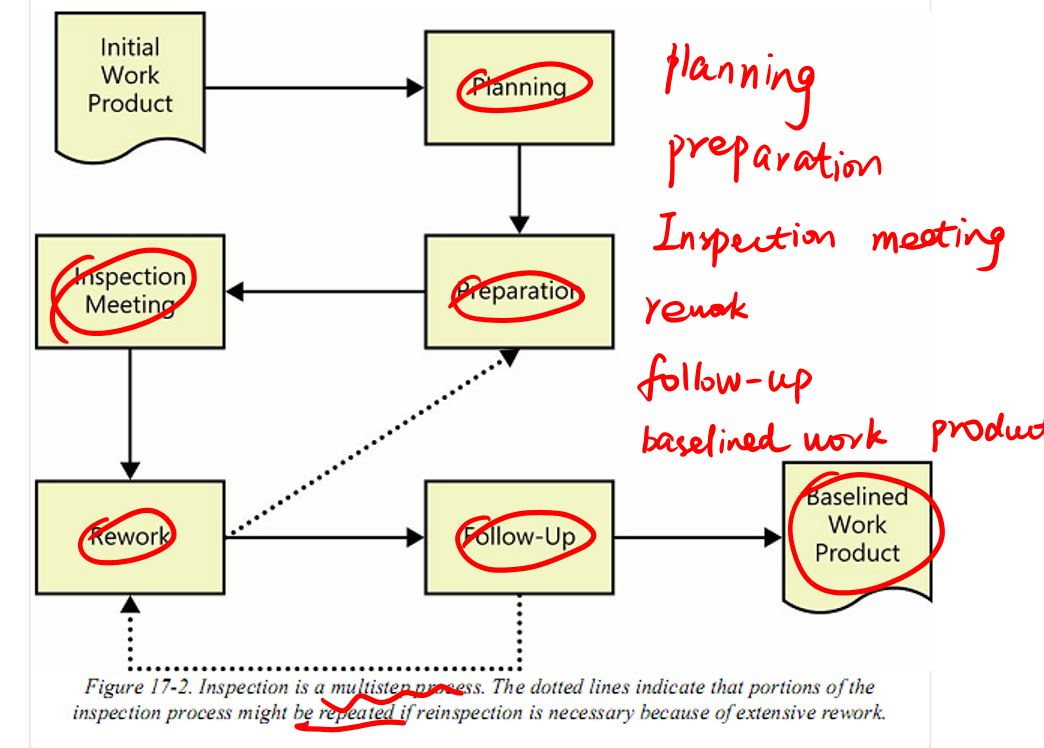 Initial
Work
Product
Planning
planning
preparation
Inspection
Meeting
Preparation
Inspection meeting
rework
follow-up
baselined work product
Rework
Follow-Up
Baselined
Work
Product
Figure 17-2. Inspection is a multistep process. The dotted lines indicate that portions of the
inspection process might be repeated if reinspection is necessary because of extensive rework.